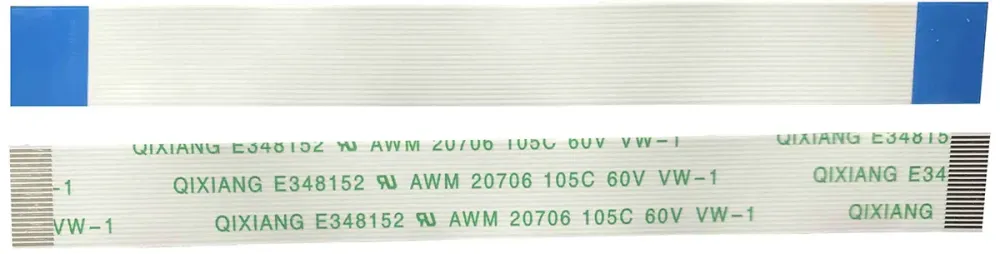 QIXIANG E348152 AWM 20706 105C 60V VW-1 QIXIANG E34815
-1 QIXIANG E348152 AWM 20706 105C 60V VW-1 QIXIANG E34
VW-1 QIXIANG E348152 AWM 20706 105C 60V VW-1 QIXIANG